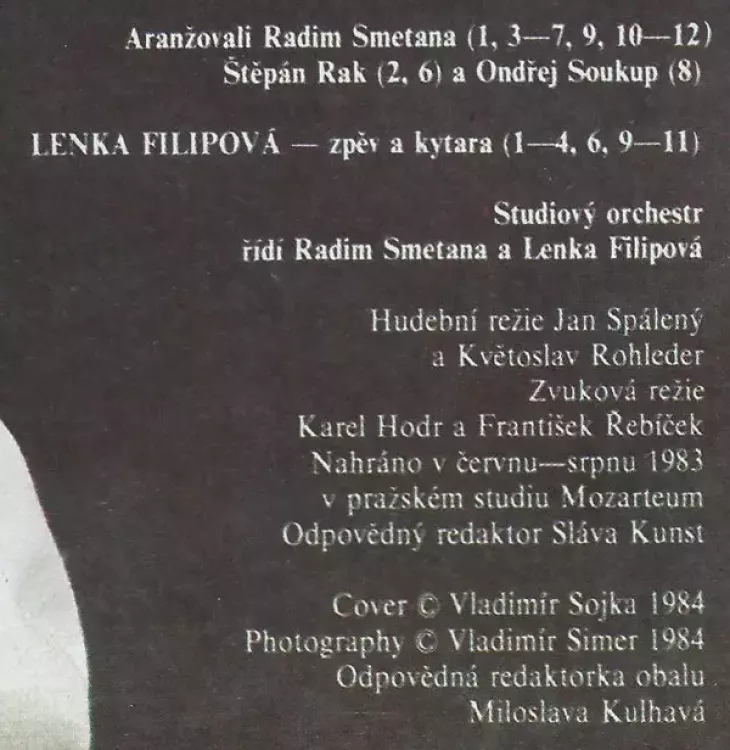 Aranžovali Radim Smetana (1, 3—7, 9, 10—12)
Štěpán Rak (2, 6) a Ondřej Soukup (8)
LENKA FILIPOVÁ — zpěv a kytara (1—4, 6, 9—11)
Studiový orchestr
řídí Radim Smetana a Lenka Filipová
Hudební režie Jan Spálený
a Květoslav Rohleder
Zvuková režie
Karel Hodr a František Řebíček
Nahráno v červnu—srpnu 1983
v pražském studiu Mozarteum
Odpovědný redaktor Sláva Kunst
Cover © Vladimír Sojka 1984
Photography © Vladimír Simer 1984
Odpovědná redaktorka obalu
Miloslava Kulhavá